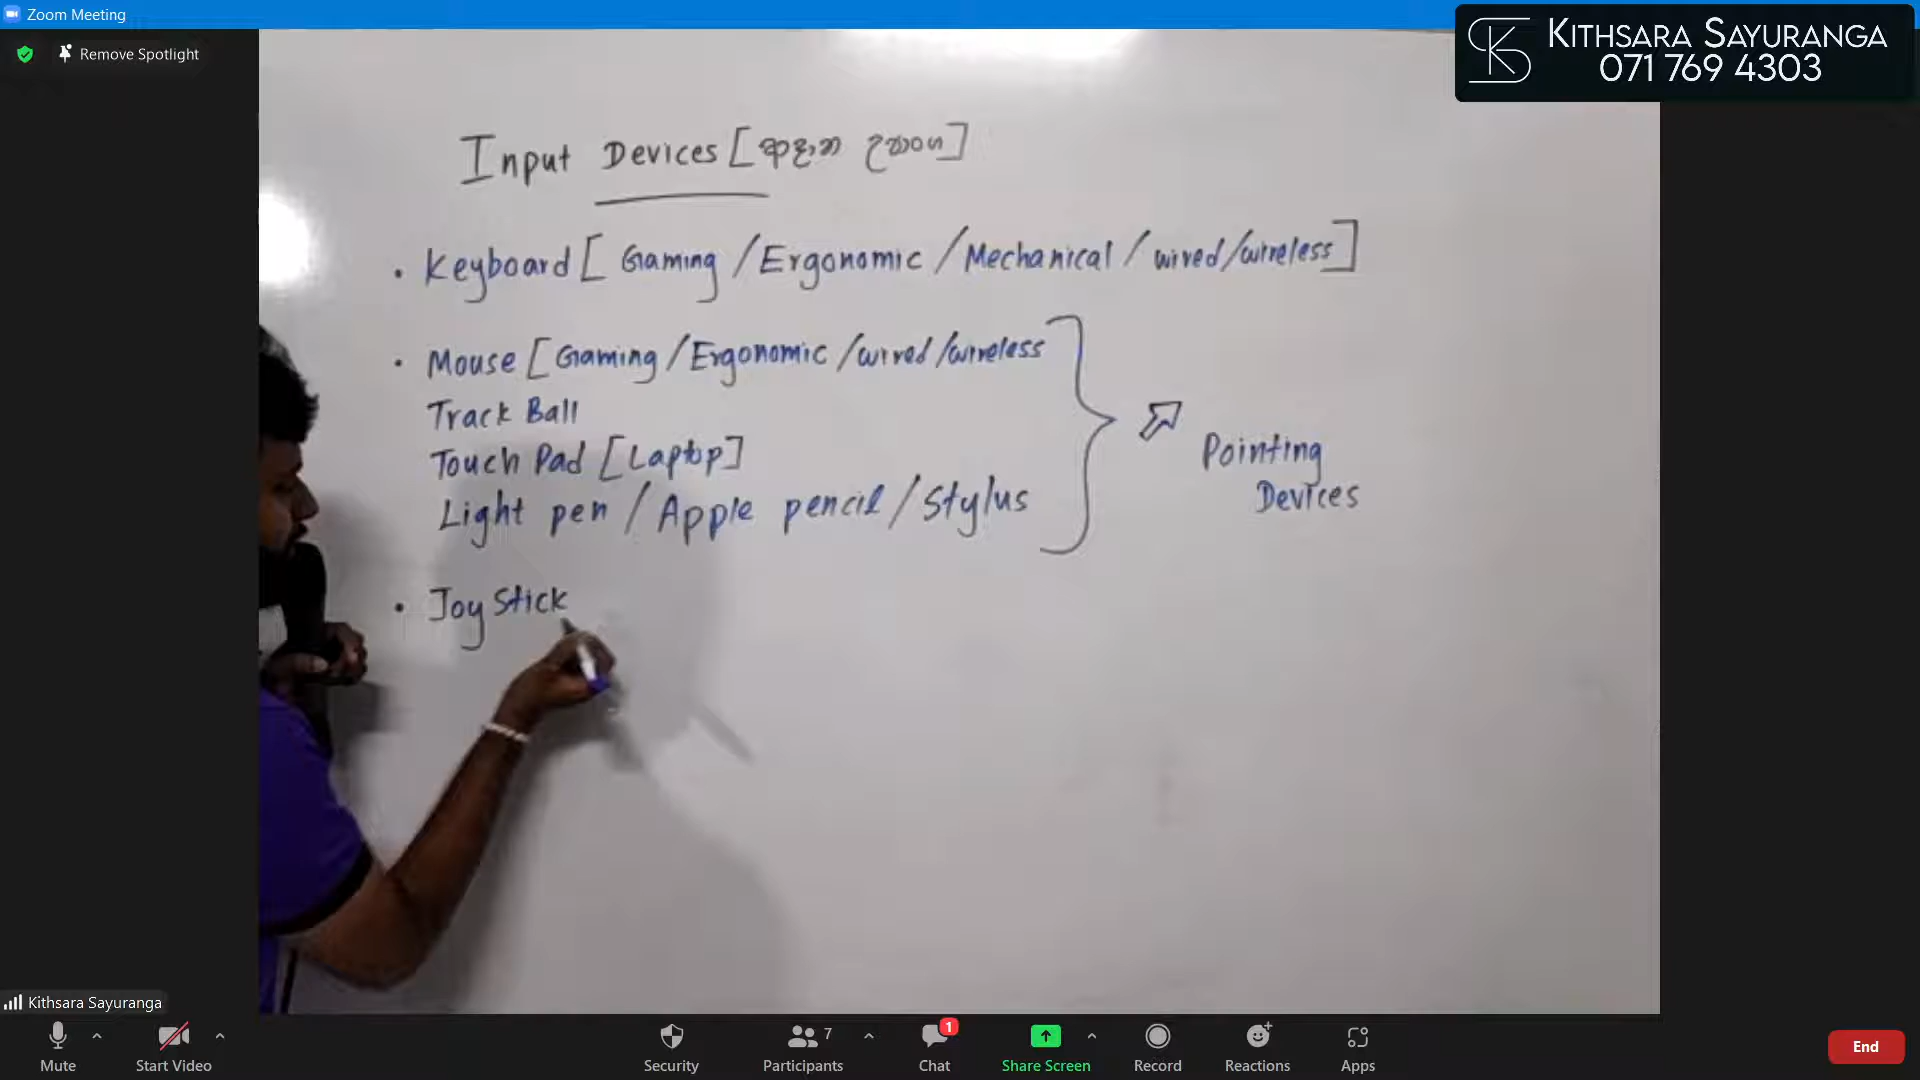 Zoom Meeting
Remove Spotlight
KITHSARA SAYURANGA
071 769 4303
Input Devices [ආදාන උපාංග]
• Keyboard [Gaming / Ergonomic / Mechanical / wired / wireless]
• Mouse [Gaming / Ergonomic / wired / wireless
Track Ball
Touch Pad [Laptop]
Light pen / Apple pencil / Stylus
Pointing
Devices
• Joy Stick
Kithsara Sayuranga
Mute
Start Video
Security
7
Participants
1
Chat
Share Screen
Record
Reactions
Apps
End